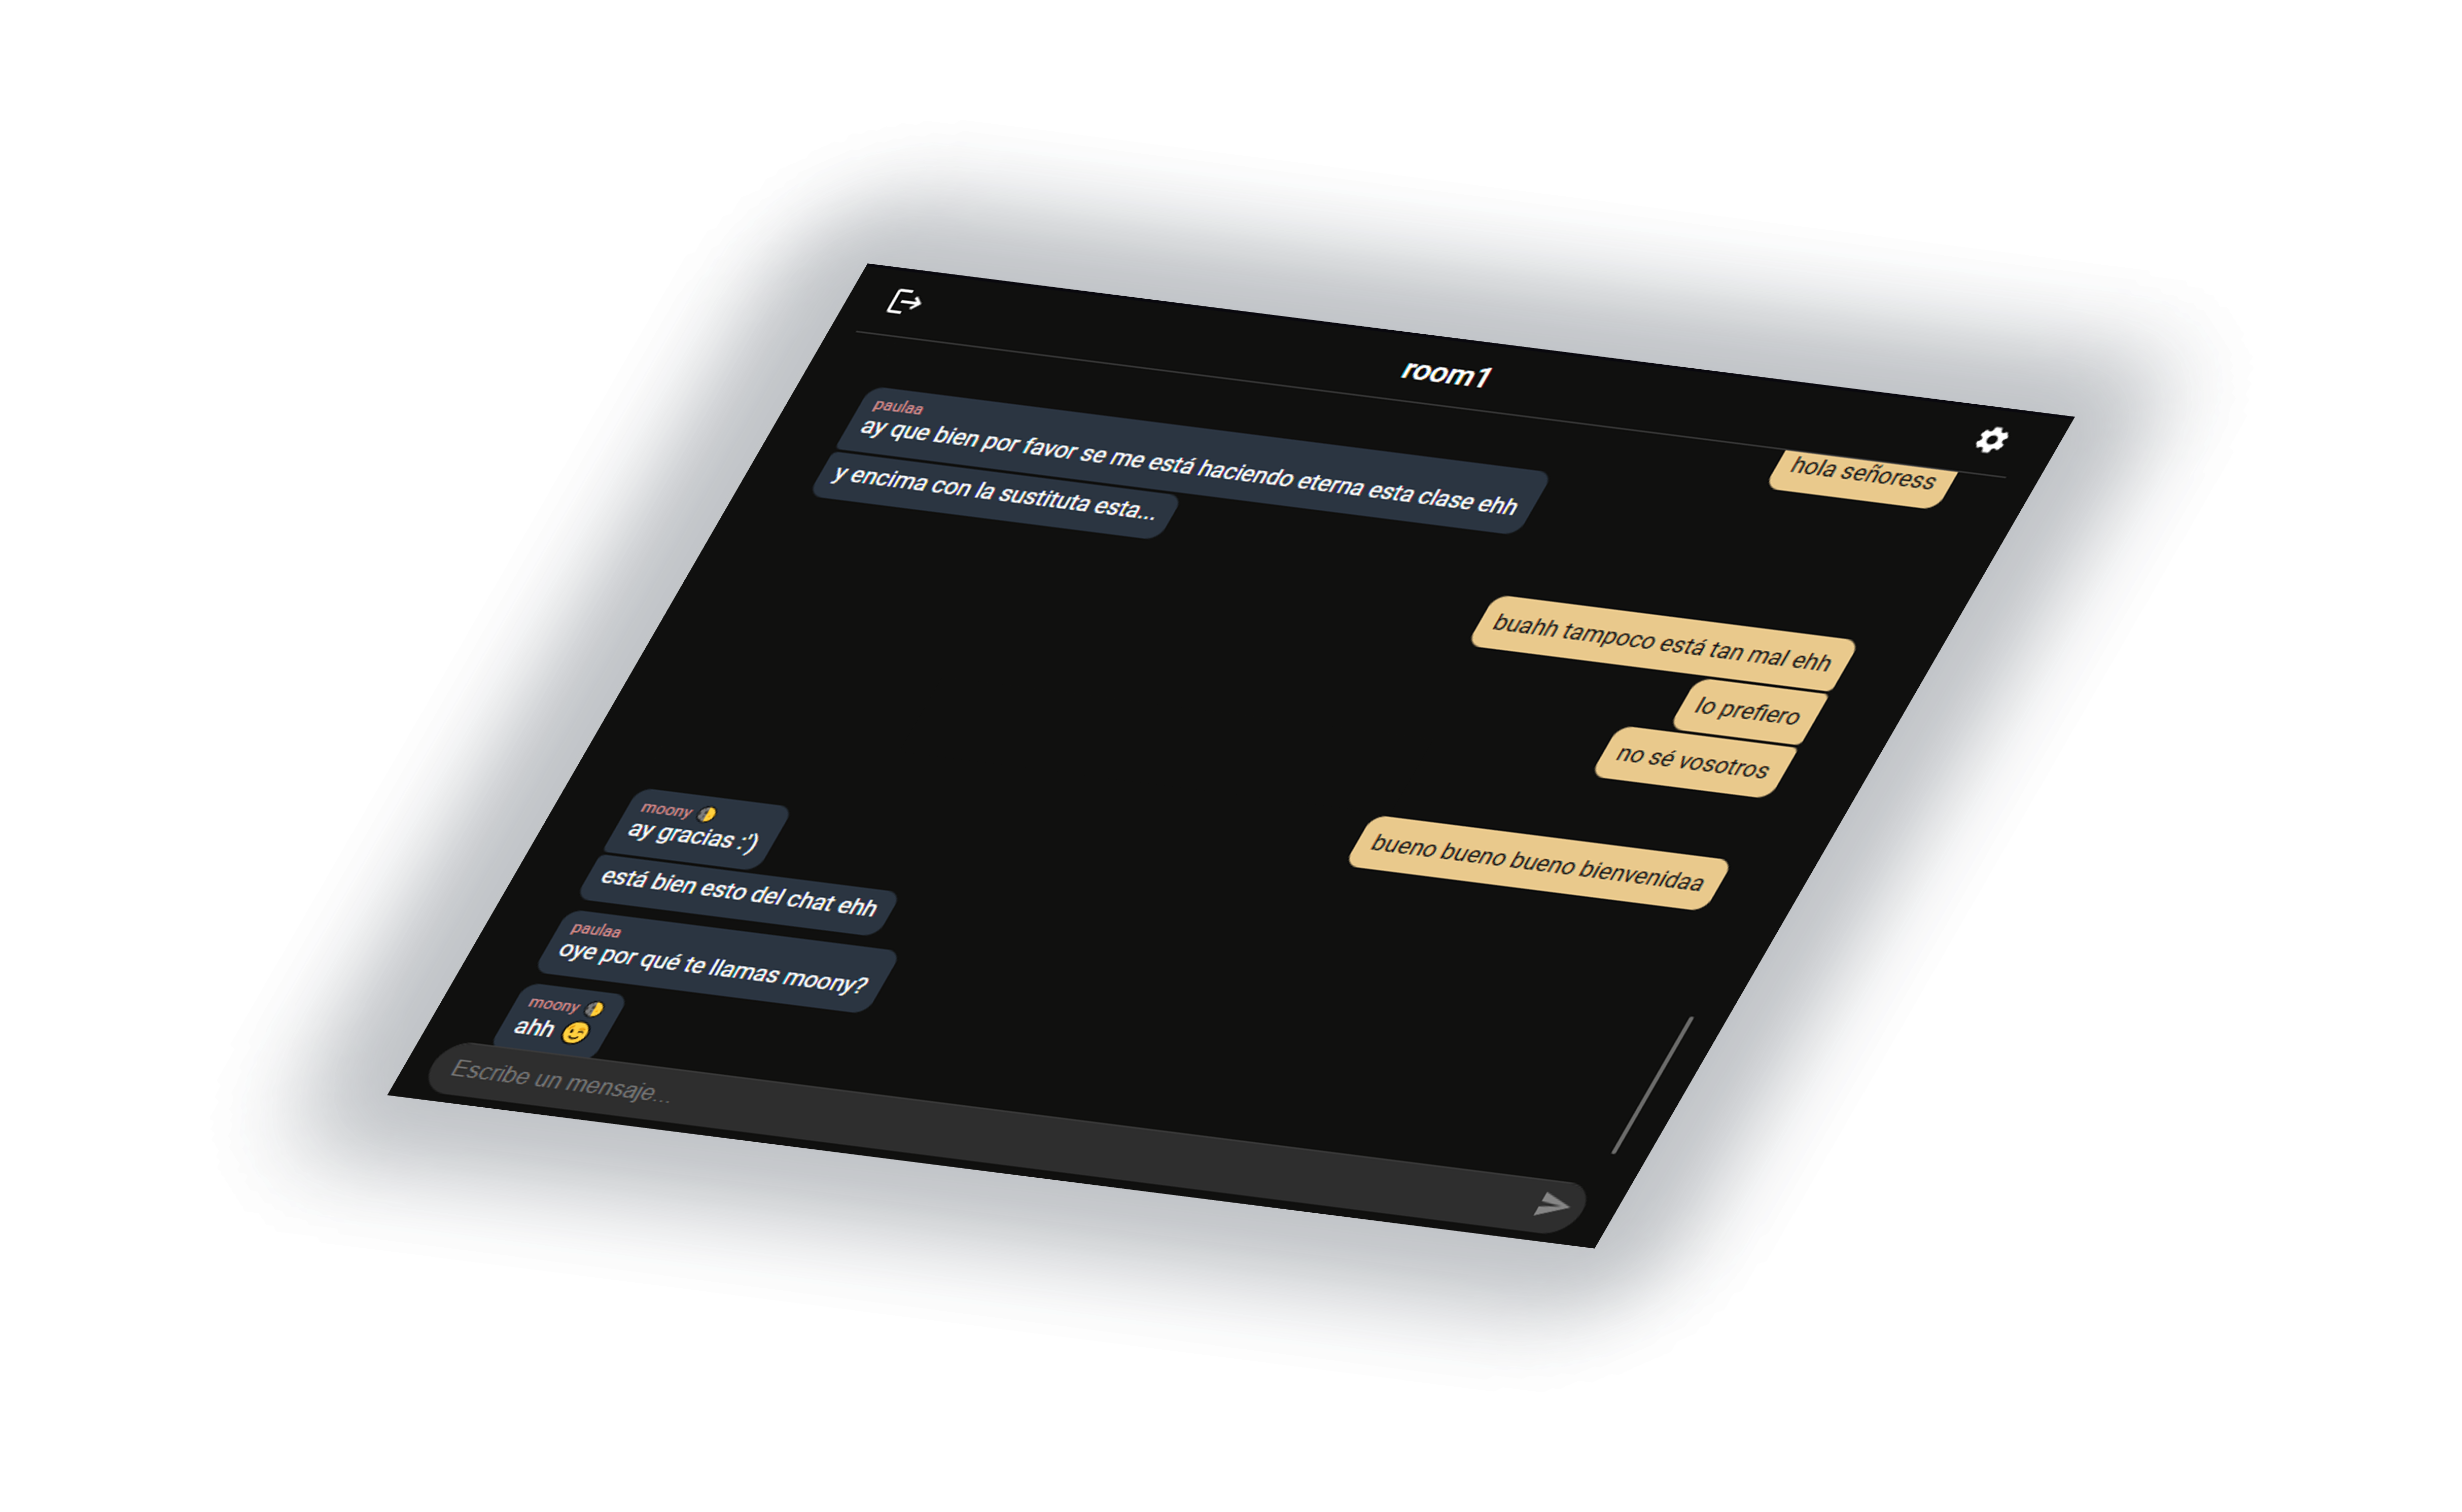 room1
hola señoress
paulaa
ay que bien por favor se me está haciendo eterna esta clase ehh
y encima con la sustituta esta...
buahh tampoco está tan mal ehh
lo prefiero
no sé vosotros
bueno bueno bueno bienvenidaa
moony 🌓
ay gracias :')
está bien esto del chat ehh
paulaa
oye por qué te llamas moony?
moony 🌓
ahh 😉
Escribe un mensaje...